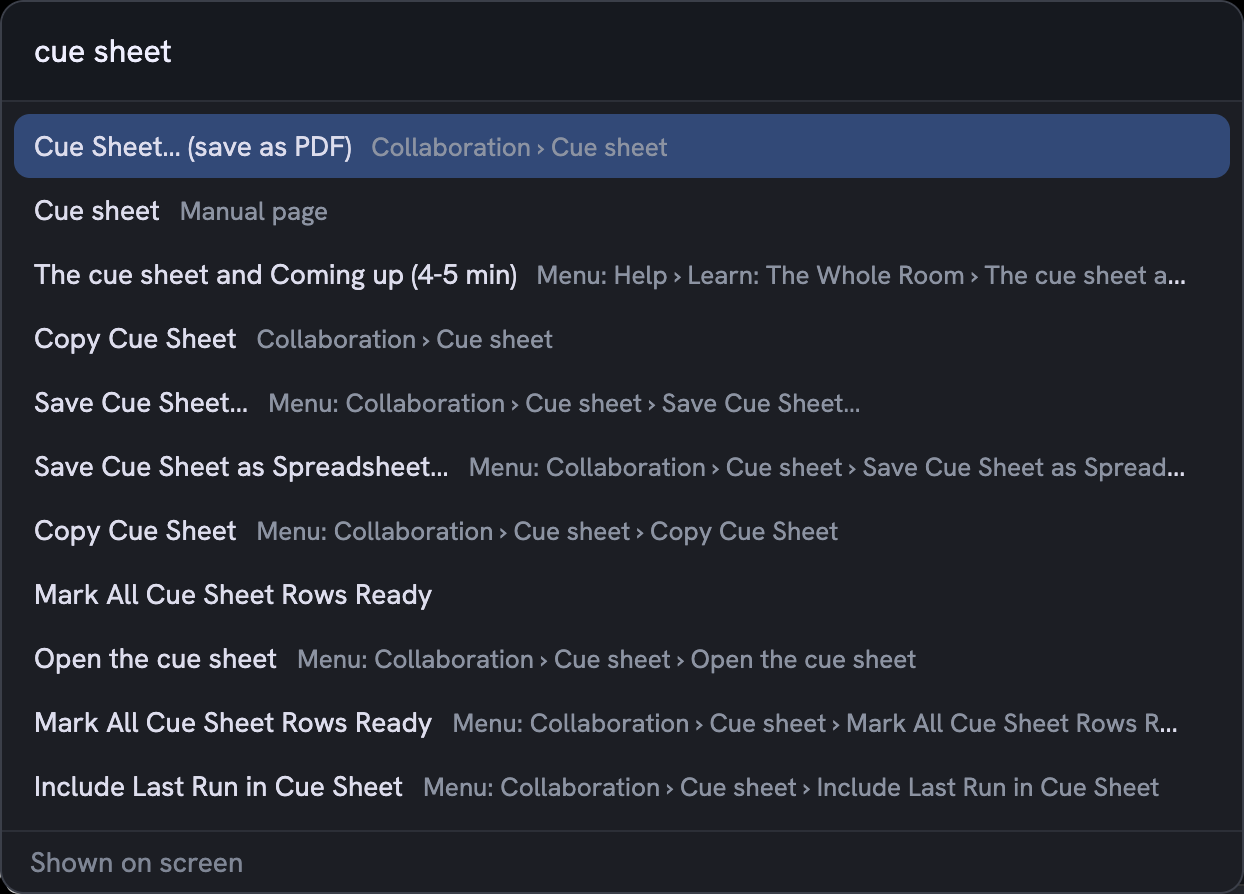 cue sheet
Cue Sheet... (save as PDF) Collaboration › Cue sheet
Cue sheet Manual page
The cue sheet and Coming up (4-5 min) Menu: Help › Learn: The Whole Room › The cue sheet a...
Copy Cue Sheet Collaboration › Cue sheet
Save Cue Sheet... Menu: Collaboration › Cue sheet › Save Cue Sheet...
Save Cue Sheet as Spreadsheet... Menu: Collaboration › Cue sheet › Save Cue Sheet as Spread...
Copy Cue Sheet Menu: Collaboration › Cue sheet › Copy Cue Sheet
Mark All Cue Sheet Rows Ready
Open the cue sheet Menu: Collaboration › Cue sheet › Open the cue sheet
Mark All Cue Sheet Rows Ready Menu: Collaboration › Cue sheet › Mark All Cue Sheet Rows R...
Include Last Run in Cue Sheet Menu: Collaboration › Cue sheet › Include Last Run in Cue Sheet
Shown on screen